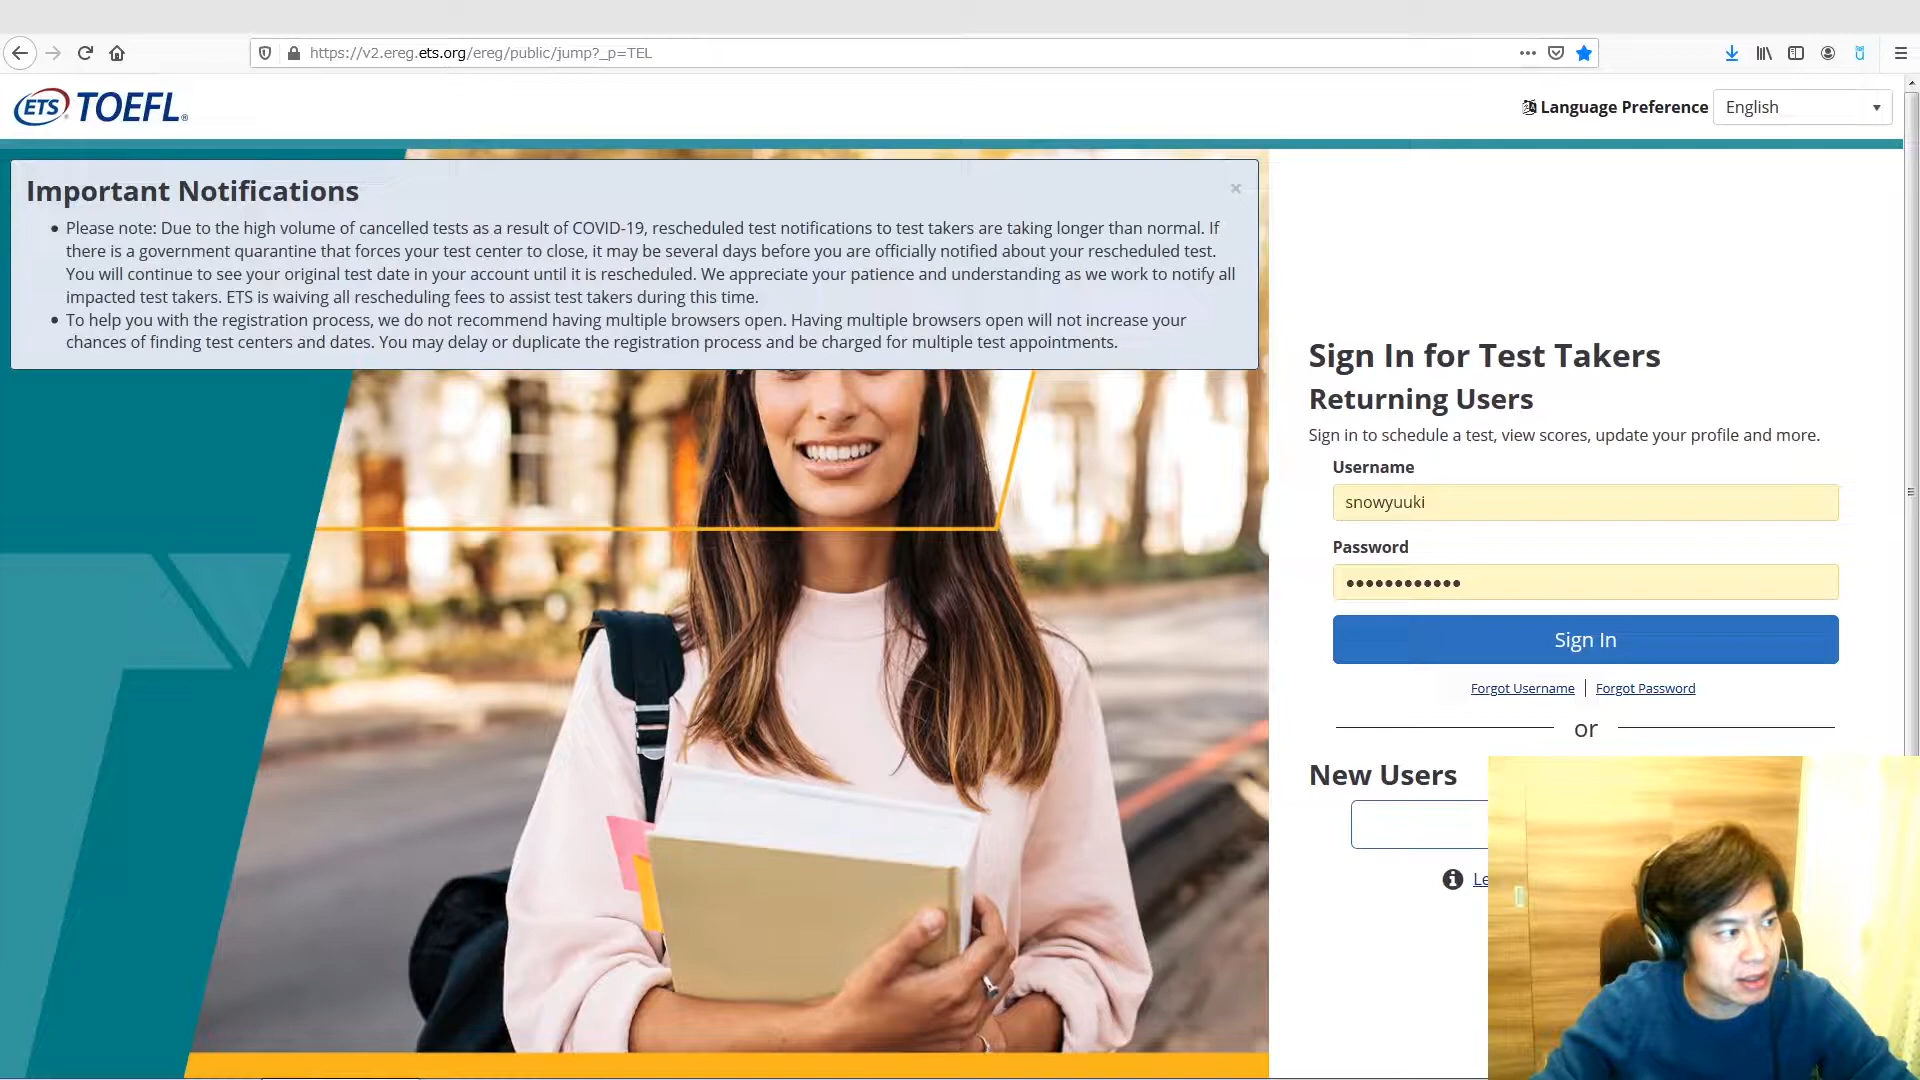 https://v2.ereg.ets.org/ereg/public/jump?_p=TEL
ETS TOEFL®
Language Preference
English
Important Notifications
• Please note: Due to the high volume of cancelled tests as a result of COVID-19, rescheduled test notifications to test takers are taking longer than normal. If
there is a government quarantine that forces your test center to close, it may be several days before you are officially notified about your rescheduled test.
You will continue to see your original test date in your account until it is rescheduled. We appreciate your patience and understanding as we work to notify all
impacted test takers. ETS is waiving all rescheduling fees to assist test takers during this time.
• To help you with the registration process, we do not recommend having multiple browsers open. Having multiple browsers open will not increase your
chances of finding test centers and dates. You may delay or duplicate the registration process and be charged for multiple test appointments.
Sign In for Test Takers
Returning Users
Sign in to schedule a test, view scores, update your profile and more.
Username
snowyuuki
Password
Sign In
Forgot Username | Forgot Password
or
New Users